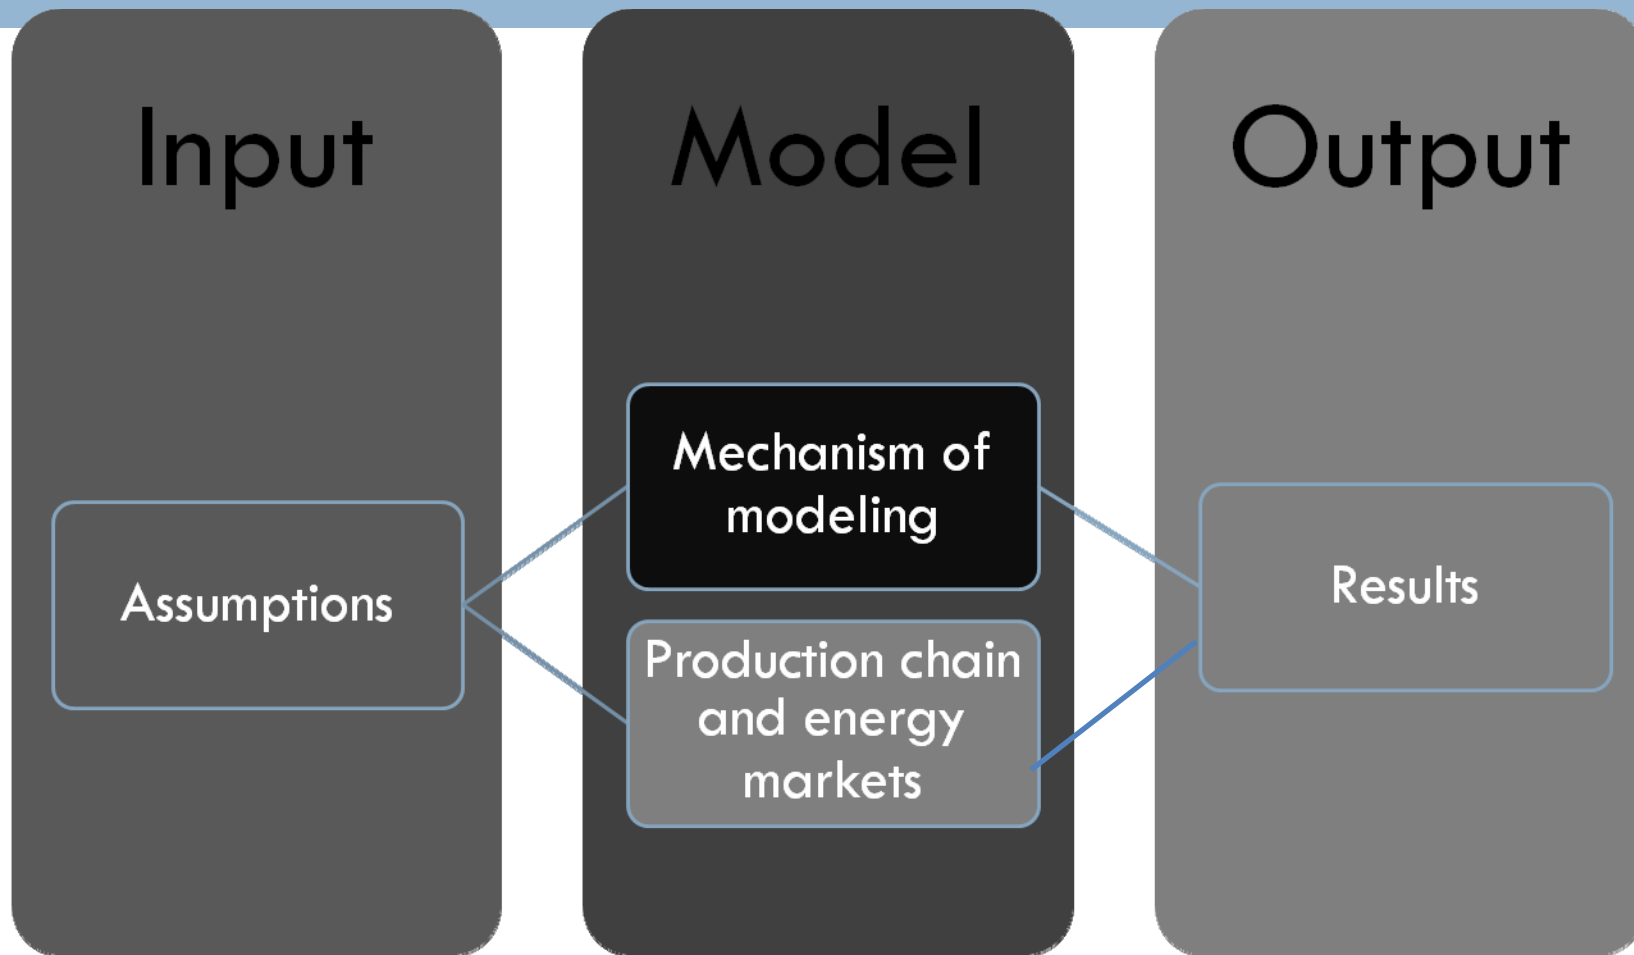 Input
Model
Output
Assumptions
Mechanism of
modeling
Production chain
and energy
markets
Results